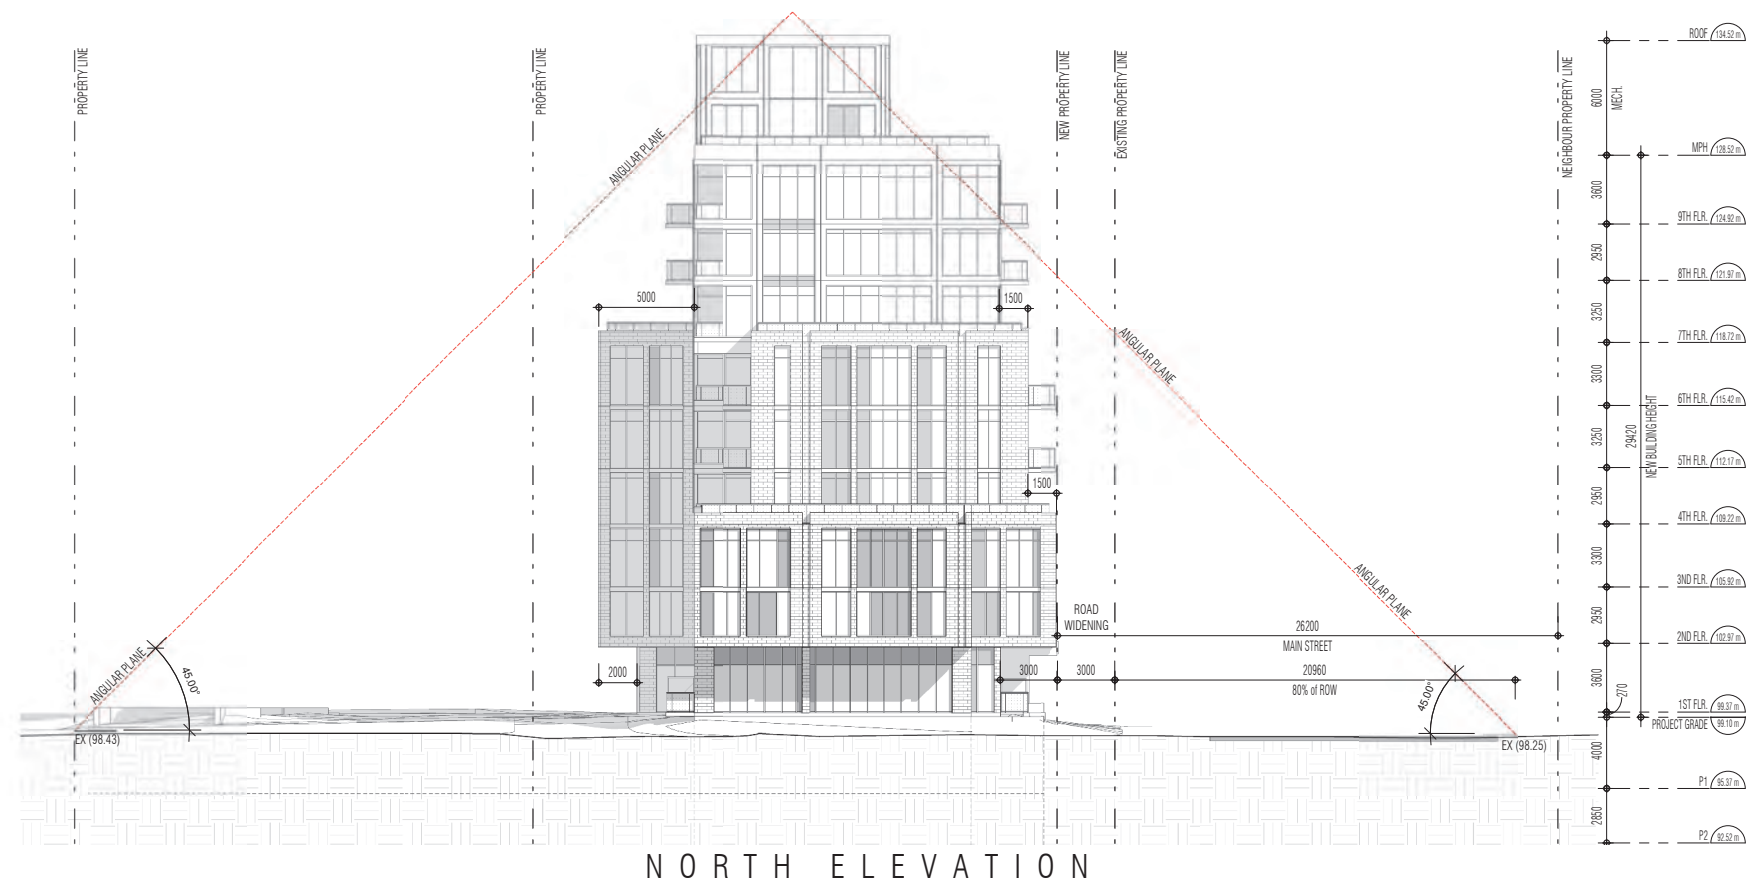 PROPERTY LINE
PROPERTY LINE
NEW PROPERTY LINE
EXISTING PROPERTY LINE
NEIGHBOUR PROPERTY LINE
ANGULAR PLANE
ANGULAR PLANE
ANGULAR PLANE
ANGULAR PLANE
45.00°
45.00°
EX (98.43)
EX (98.25)
5000
1500
1500
2000
ROAD
WIDENING
26200
MAIN STREET
3000
3000
20960
80% of ROW
ROOF 134.52 m
6000
MECH.
MPH 128.52 m
3600
9TH FLR. 124.92 m
2950
8TH FLR. 121.97 m
3250
7TH FLR. 118.72 m
3300
6TH FLR. 115.42 m
29420
NEW BUILDING HEIGHT
3250
5TH FLR. 112.17 m
2950
4TH FLR. 109.22 m
3300
3ND FLR. 105.92 m
2950
2ND FLR. 102.97 m
3600
270
1ST FLR. 99.37 m
PROJECT GRADE 99.10 m
4000
P1 95.37 m
2850
P2 92.52 m
NORTH ELEVATION